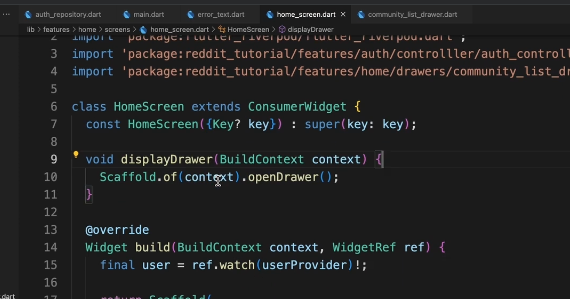 auth_repository.dart main.dart error_text.dart home_screen.dart × community_list_drawer.dart
lib > features > home > screens > home_screen.dart > HomeScreen > displayDrawer
2 import 'package:flutter_riverpod/flutter_riverpod.dart';
3 import 'package:reddit_tutorial/features/auth/controlller/auth_controll
4 import 'package:reddit_tutorial/features/home/drawers/community_list_dr
5
6 class HomeScreen extends ConsumerWidget {
7 const HomeScreen({Key? key}) : super(key: key);
8
9 void displayDrawer(BuildContext context) {
10 Scaffold.of(context).openDrawer();
11 }
12
13 @override
14 Widget build(BuildContext context, WidgetRef ref) {
15 final user = ref.watch(userProvider)!;
16
17 return Scaffold(
.dart